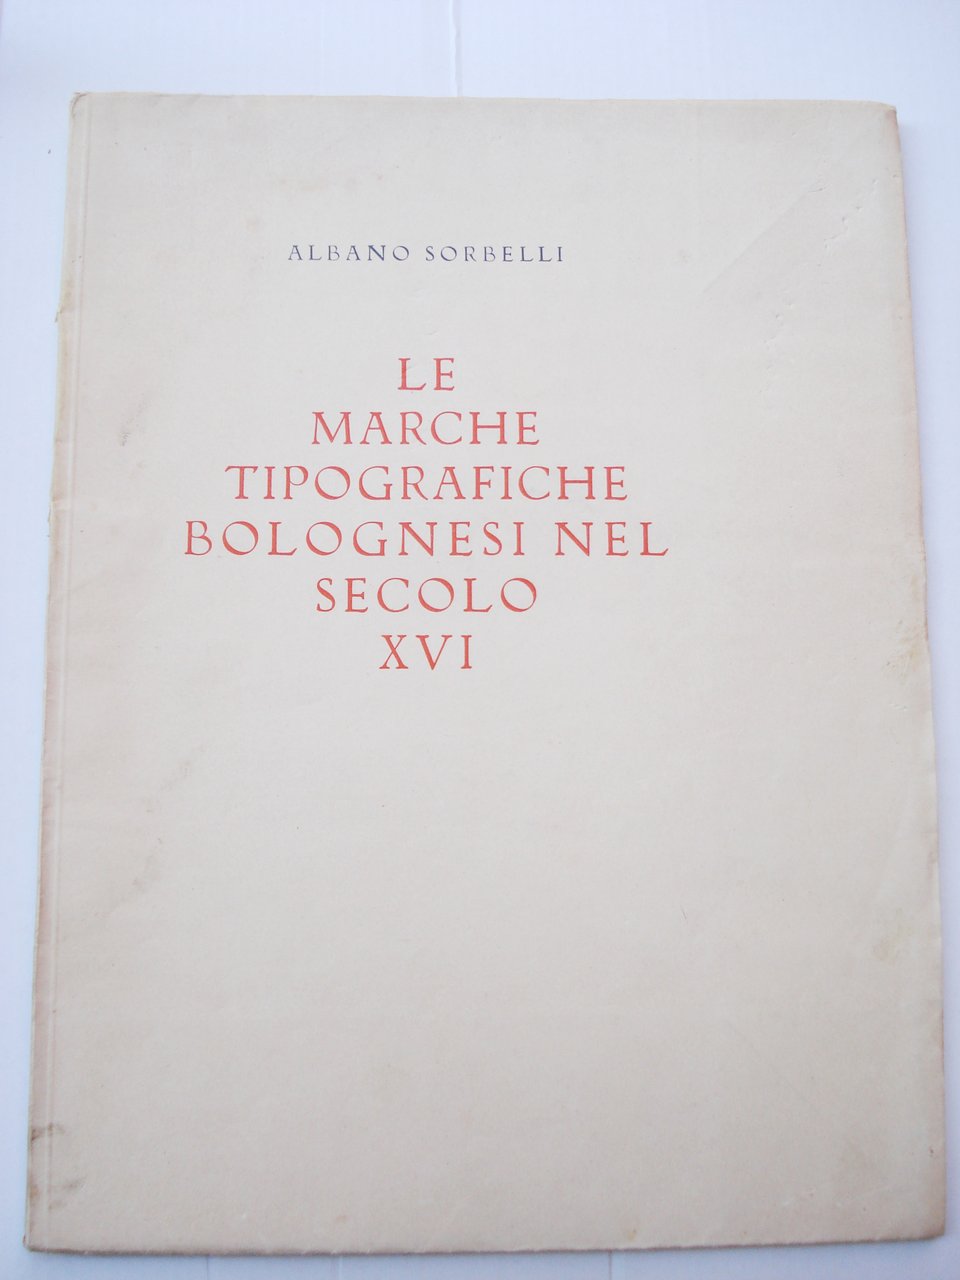 ALBANO SORBELLI
LE
MARCHE
TIPOGRAFICHE
BOLOGNESI NEL
SECOLO
XVI